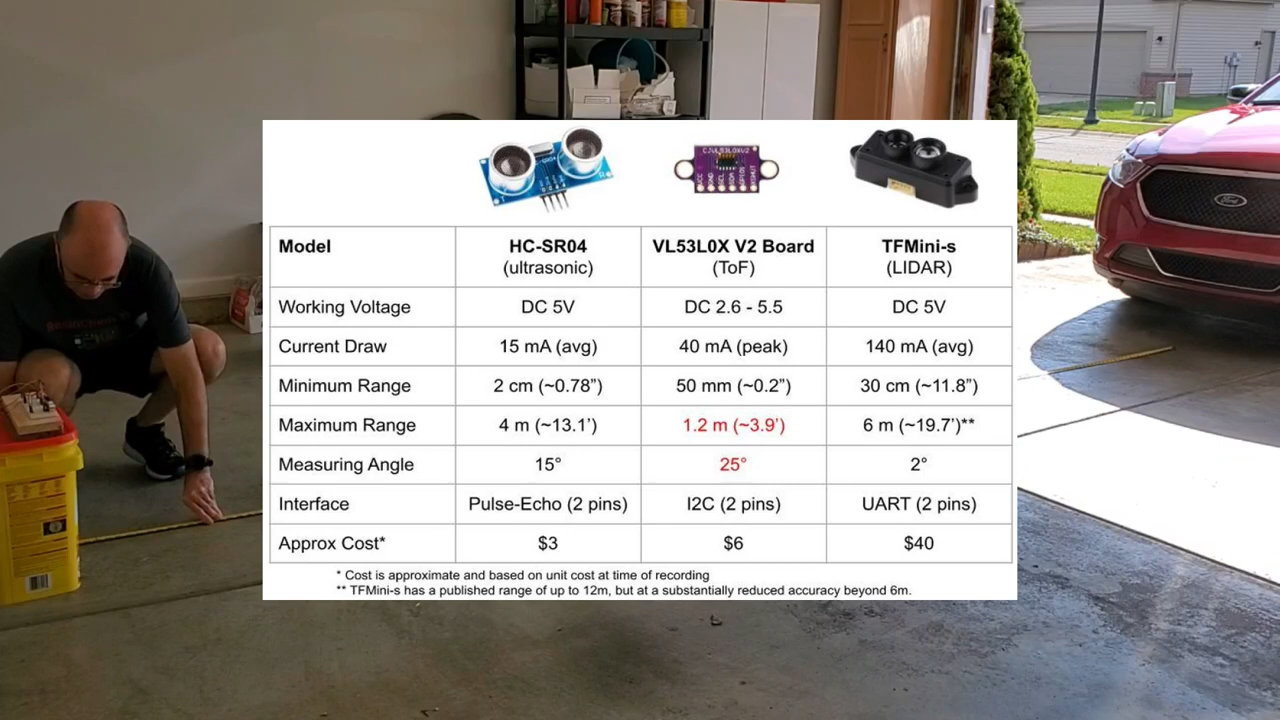 Model HC-SR04 VL53L0X V2 Board TFMini-s
(ultrasonic) (ToF) (LIDAR)
Working Voltage DC 5V DC 2.6 - 5.5 DC 5V
Current Draw 15 mA (avg) 40 mA (peak) 140 mA (avg)
Minimum Range 2 cm (~0.78”) 50 mm (~0.2”) 30 cm (~11.8”)
Maximum Range 4 m (~13.1’) 1.2 m (~3.9’) 6 m (~19.7’)**
Measuring Angle 15° 25° 2°
Interface Pulse-Echo (2 pins) I2C (2 pins) UART (2 pins)
Approx Cost* $3 $6 $40
* Cost is approximate and based on unit cost at time of recording
** TFMini-s has a published range of up to 12m, but at a substantially reduced accuracy beyond 6m.
Ford